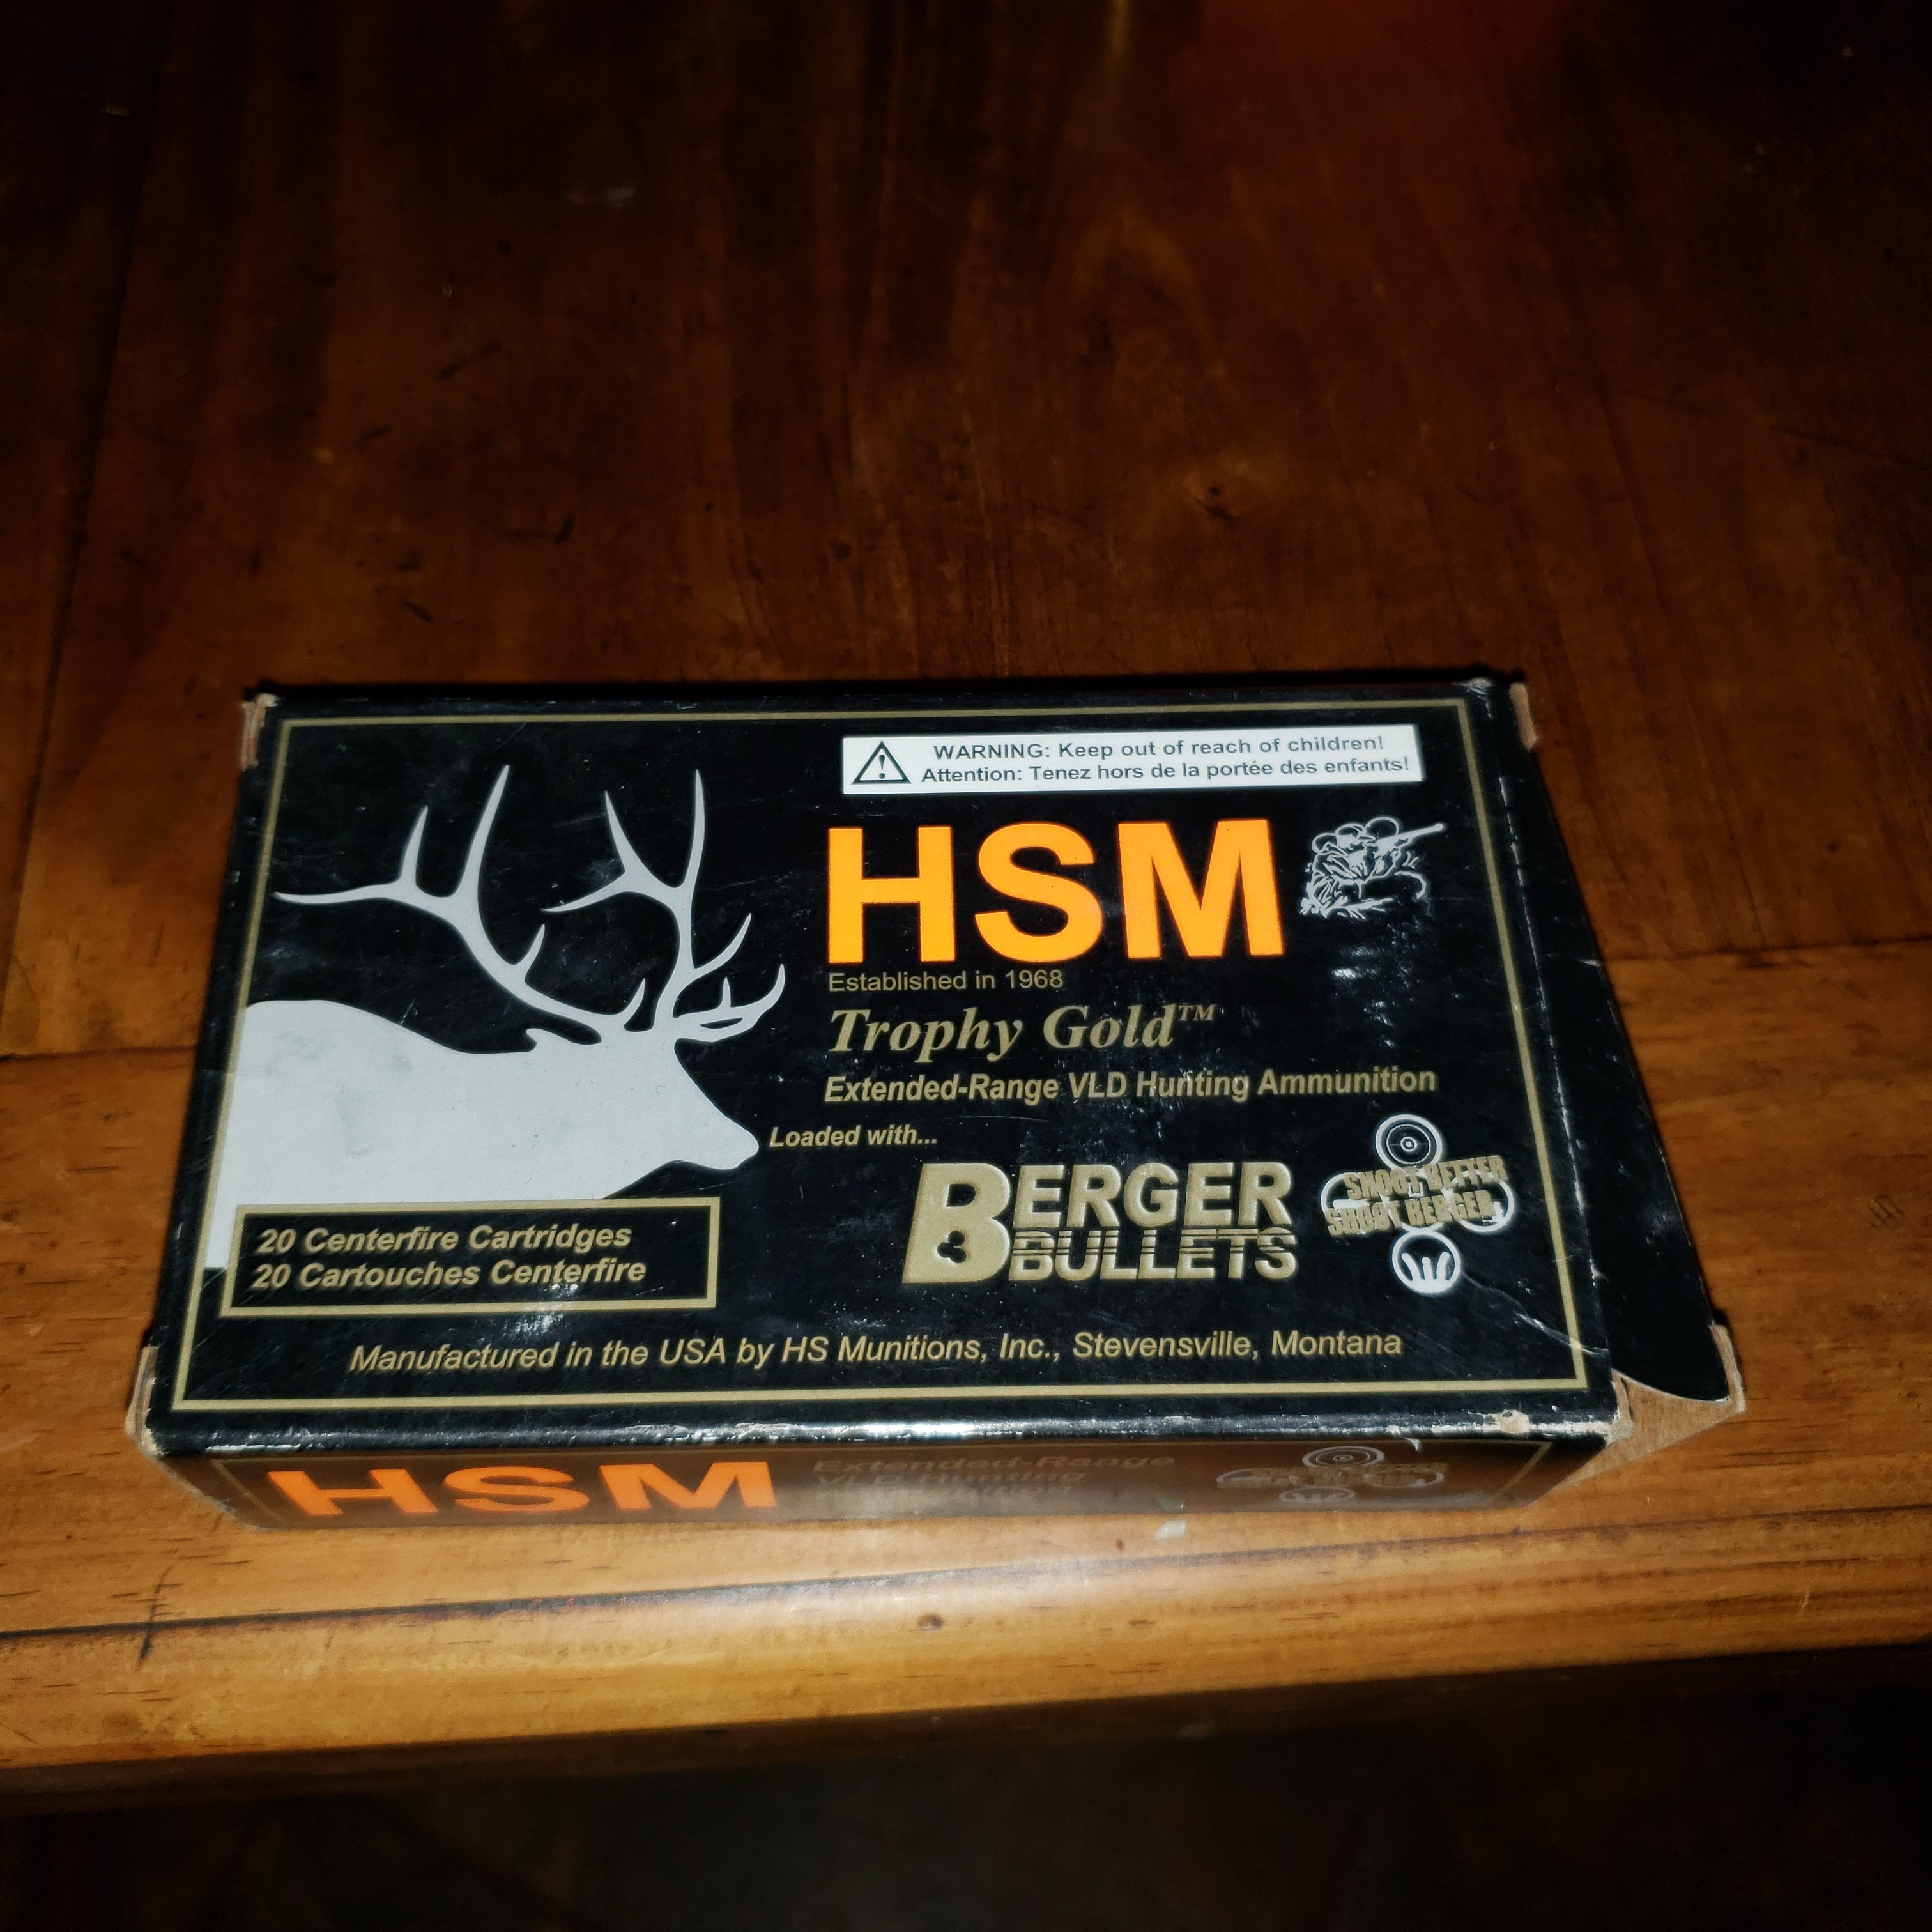 WARNING: Keep out of reach of children!
Attention: Tenez hors de la portée des enfants!
HSM
Established in 1968
Trophy Gold™
Extended-Range VLD Hunting Ammunition
Loaded with...
BERGER
BULLETS
SHOOT BETTER
SHOOT BERGER
20 Centerfire Cartridges
20 Cartouches Centerfire
Manufactured in the USA by HS Munitions, Inc., Stevensville, Montana
HSM
Extended-Range
VLD Hunting